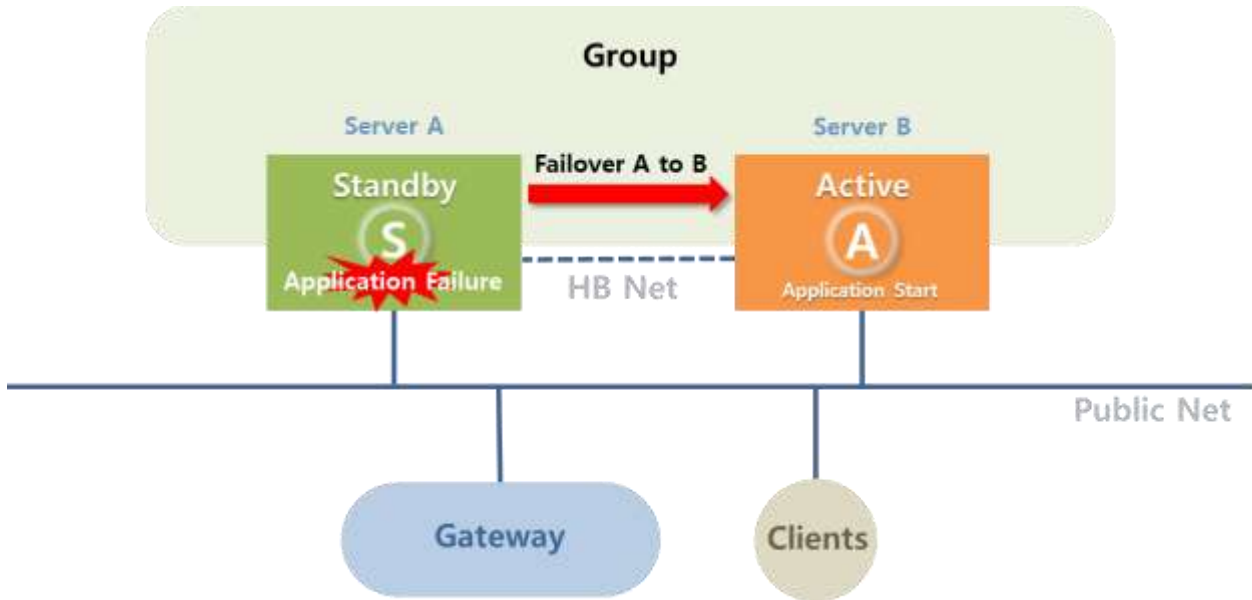 Group
Server A
Server B
Failover A to B
Standby
Active
S
A
Application Failure
Application Start
HB Net
Public Net
Gateway
Clients